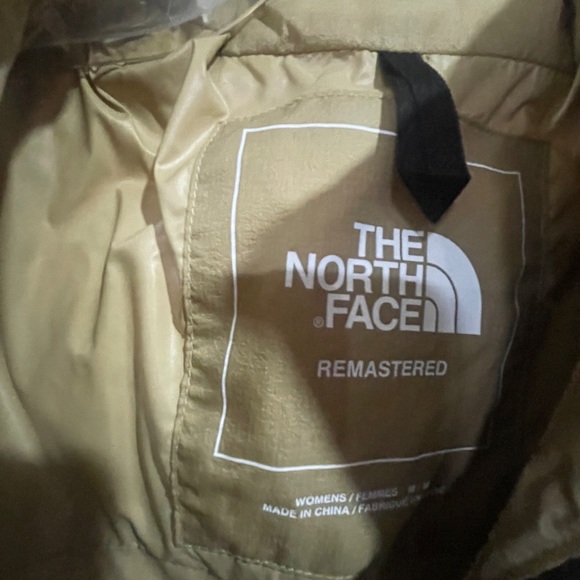 THE
NORTH
®FACE
REMASTERED
WOMENS / FEMMES M
MADE IN CHINA / FABRIQUÉ